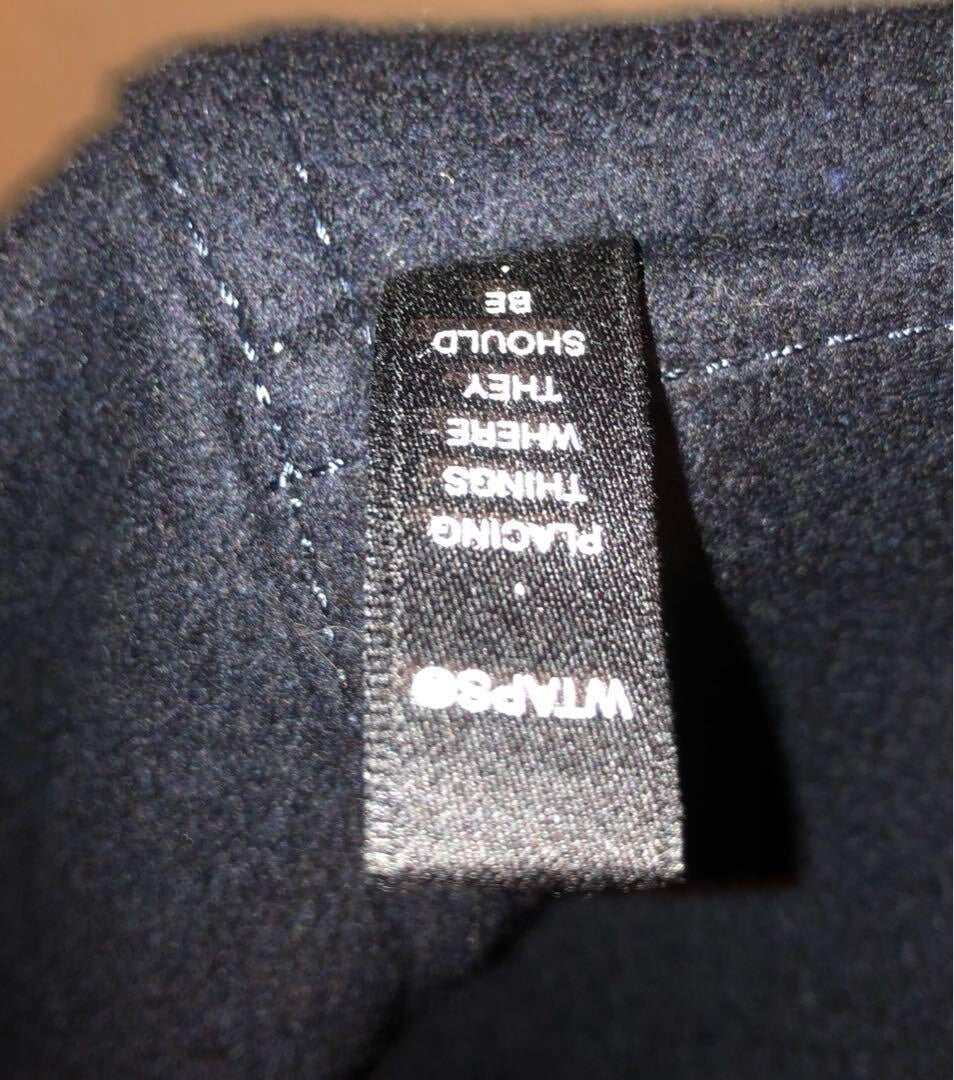 WTAPS®
.
PLACING
THINGS
WHERE
THEY
SHOULD
BE
.